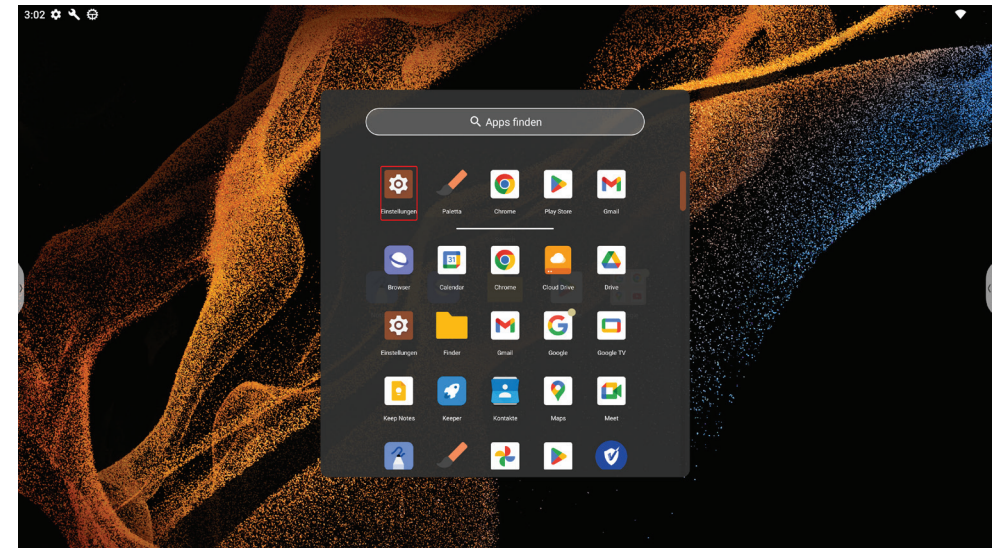 3:02
Apps finden
Einstellungen Paletta Chrome Play Store Gmail
31
Browser Calendar Chrome Cloud Drive Drive
Einstellungen Finder Gmail Google Google TV
Keep Notes Keeper Kontakte Maps Meet